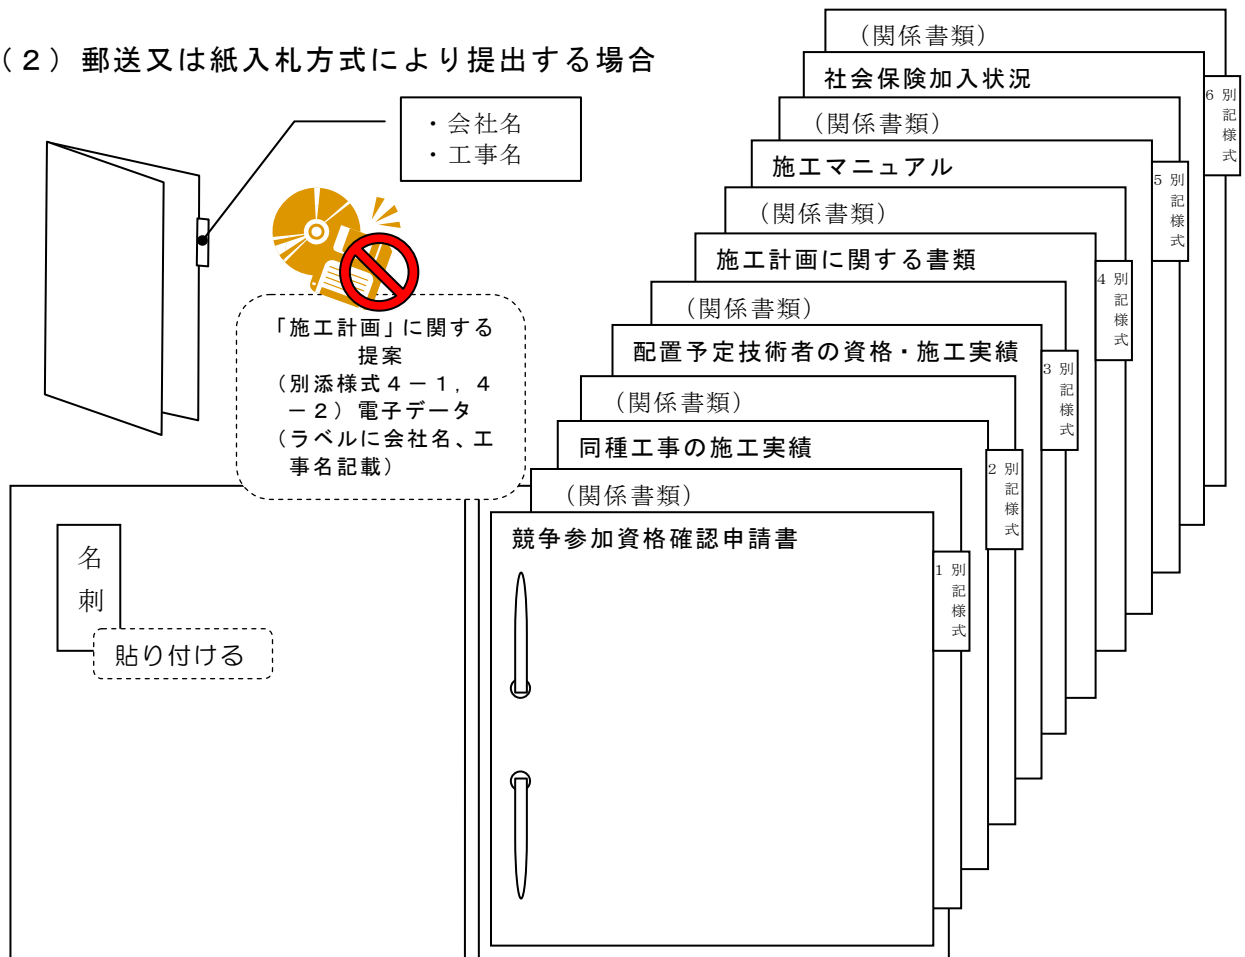 （２）郵送又は紙入札方式により提出する場合
・会社名
・工事名
「施工計画」に関する
提案
（別添様式４－１，４
－２）電子データ
（ラベルに会社名、工
事名記載）
名刺
貼り付ける
（関係書類）
社会保険加入状況
（関係書類）
施工マニュアル
（関係書類）
施工計画に関する書類
（関係書類）
配置予定技術者の資格・施工実績
（関係書類）
同種工事の施工実績
（関係書類）
競争参加資格確認申請書
別記様式6
別記様式5
別記様式4
別記様式3
別記様式2
別記様式1